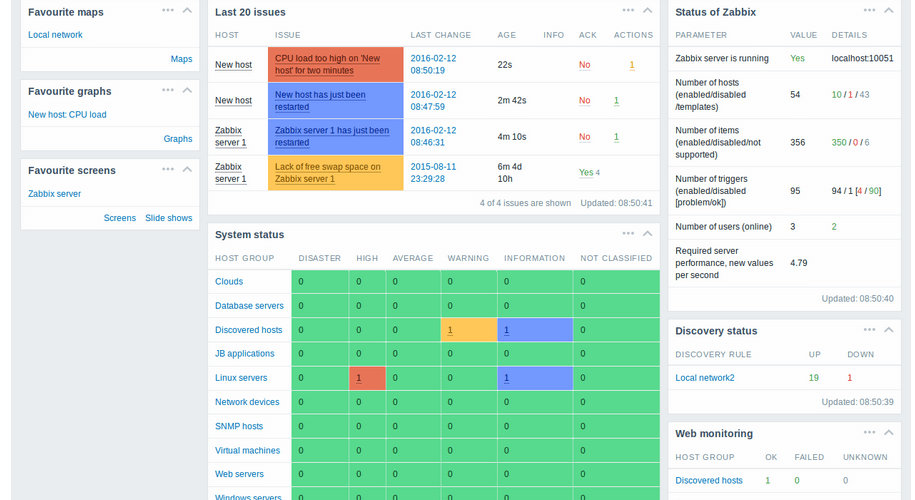 Favourite maps
Local network
Maps
Favourite graphs
New host: CPU load
Graphs
Favourite screens
Zabbix server
Screens Slide shows
Last 20 issues
HOST ISSUE LAST CHANGE AGE INFO ACK ACTIONS
New host CPU load too high on 'New host' for two minutes 2016-02-12 08:50:19 22s No 1
New host New host has just been restarted 2016-02-12 08:47:59 2m 42s No 1
Zabbix server 1 Zabbix server 1 has just been restarted 2016-02-12 08:46:31 4m 10s No 1
Zabbix server 1 Lack of free swap space on Zabbix server 1 2015-08-11 23:29:28 6m 4d 10h Yes 4
4 of 4 issues are shown Updated: 08:50:41
System status
HOST GROUP DISASTER HIGH AVERAGE WARNING INFORMATION NOT CLASSIFIED
Clouds 0 0 0 0 0 0
Database servers 0 0 0 0 0 0
Discovered hosts 0 0 0 1 1 0
JB applications 0 0 0 0 0 0
Linux servers 0 1 0 0 1 0
Network devices 0 0 0 0 0 0
SNMP hosts 0 0 0 0 0 0
Virtual machines 0 0 0 0 0 0
Web servers 0 0 0 0 0 0
Windows servers 0 0 0 0 0 0
Status of Zabbix
PARAMETER VALUE DETAILS
Zabbix server is running Yes localhost:10051
Number of hosts (enabled/disabled /templates) 54 10 / 1 / 43
Number of items (enabled/disabled/not supported) 356 350 / 0 / 6
Number of triggers (enabled/disabled [problem/ok]) 95 94 / 1 [4 / 90]
Number of users (online) 3 2
Required server performance, new values per second 4.79
Updated: 08:50:40
Discovery status
DISCOVERY RULE UP DOWN
Local network2 19 1
Updated: 08:50:39
Web monitoring
HOST GROUP OK FAILED UNKNOWN
Discovered hosts 1 0 0